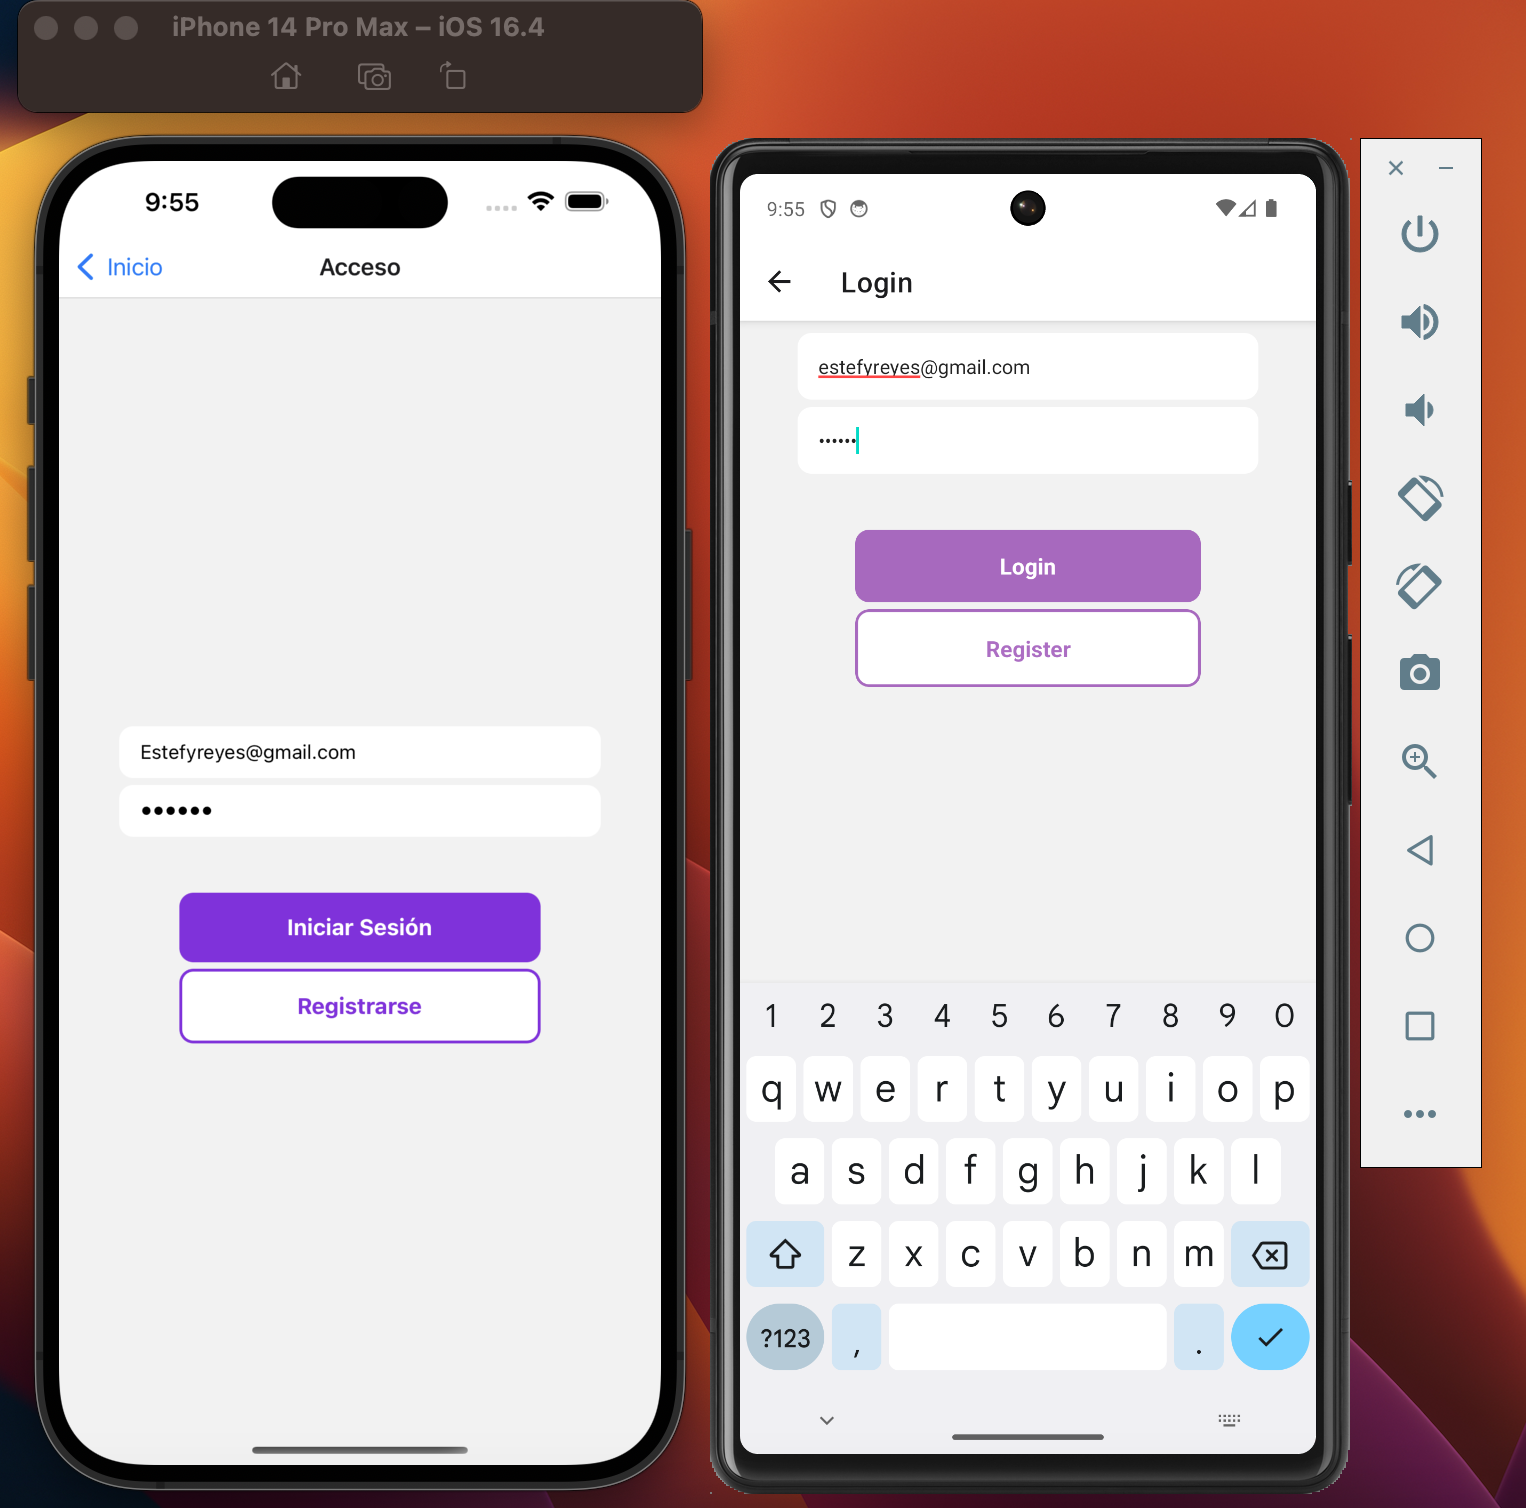 iPhone 14 Pro Max – iOS 16.4
9:55
Inicio
Acceso
Estefyreyes@gmail.com
••••••
Iniciar Sesión
Registrarse
9:55
Login
estefyreyes@gmail.com
••••••
Login
Register
1 2 3 4 5 6 7 8 9 0
q w e r t y u i o p
a s d f g h j k l
z x c v b n m
?123 , .